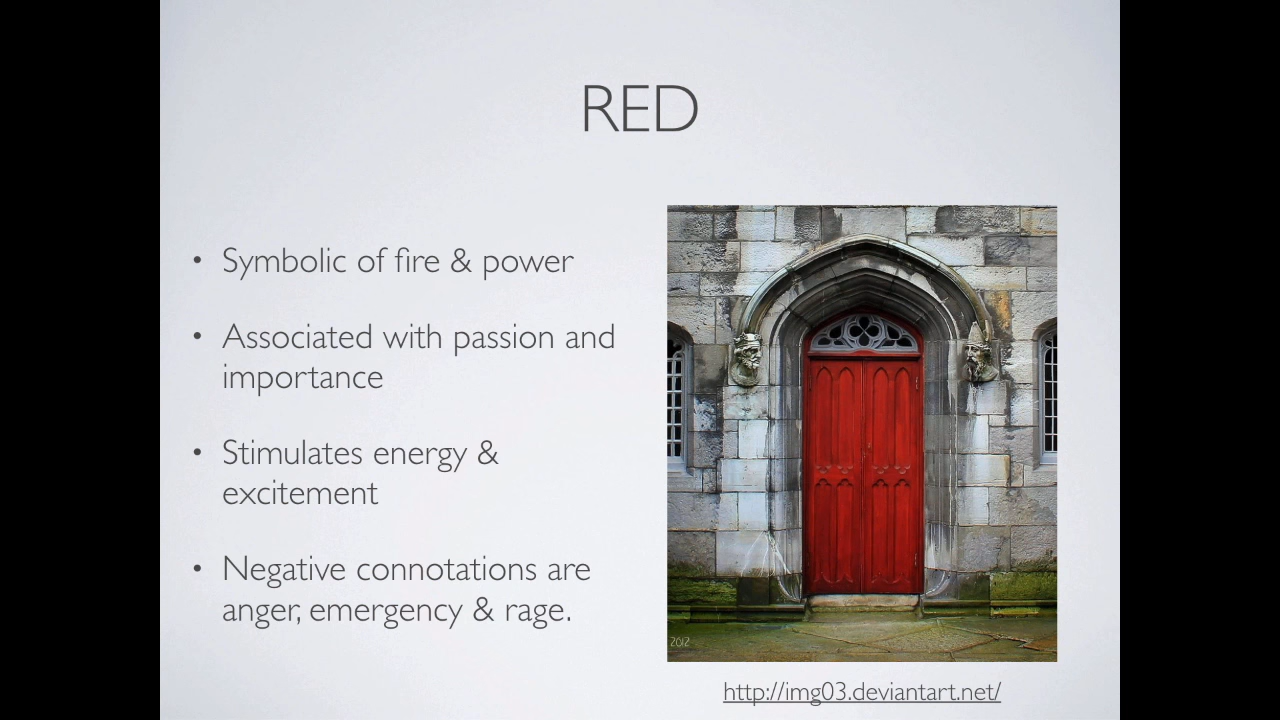 RED
• Symbolic of fire & power
• Associated with passion and
importance
• Stimulates energy &
excitement
• Negative connotations are
anger, emergency & rage.
2012
http://img03.deviantart.net/